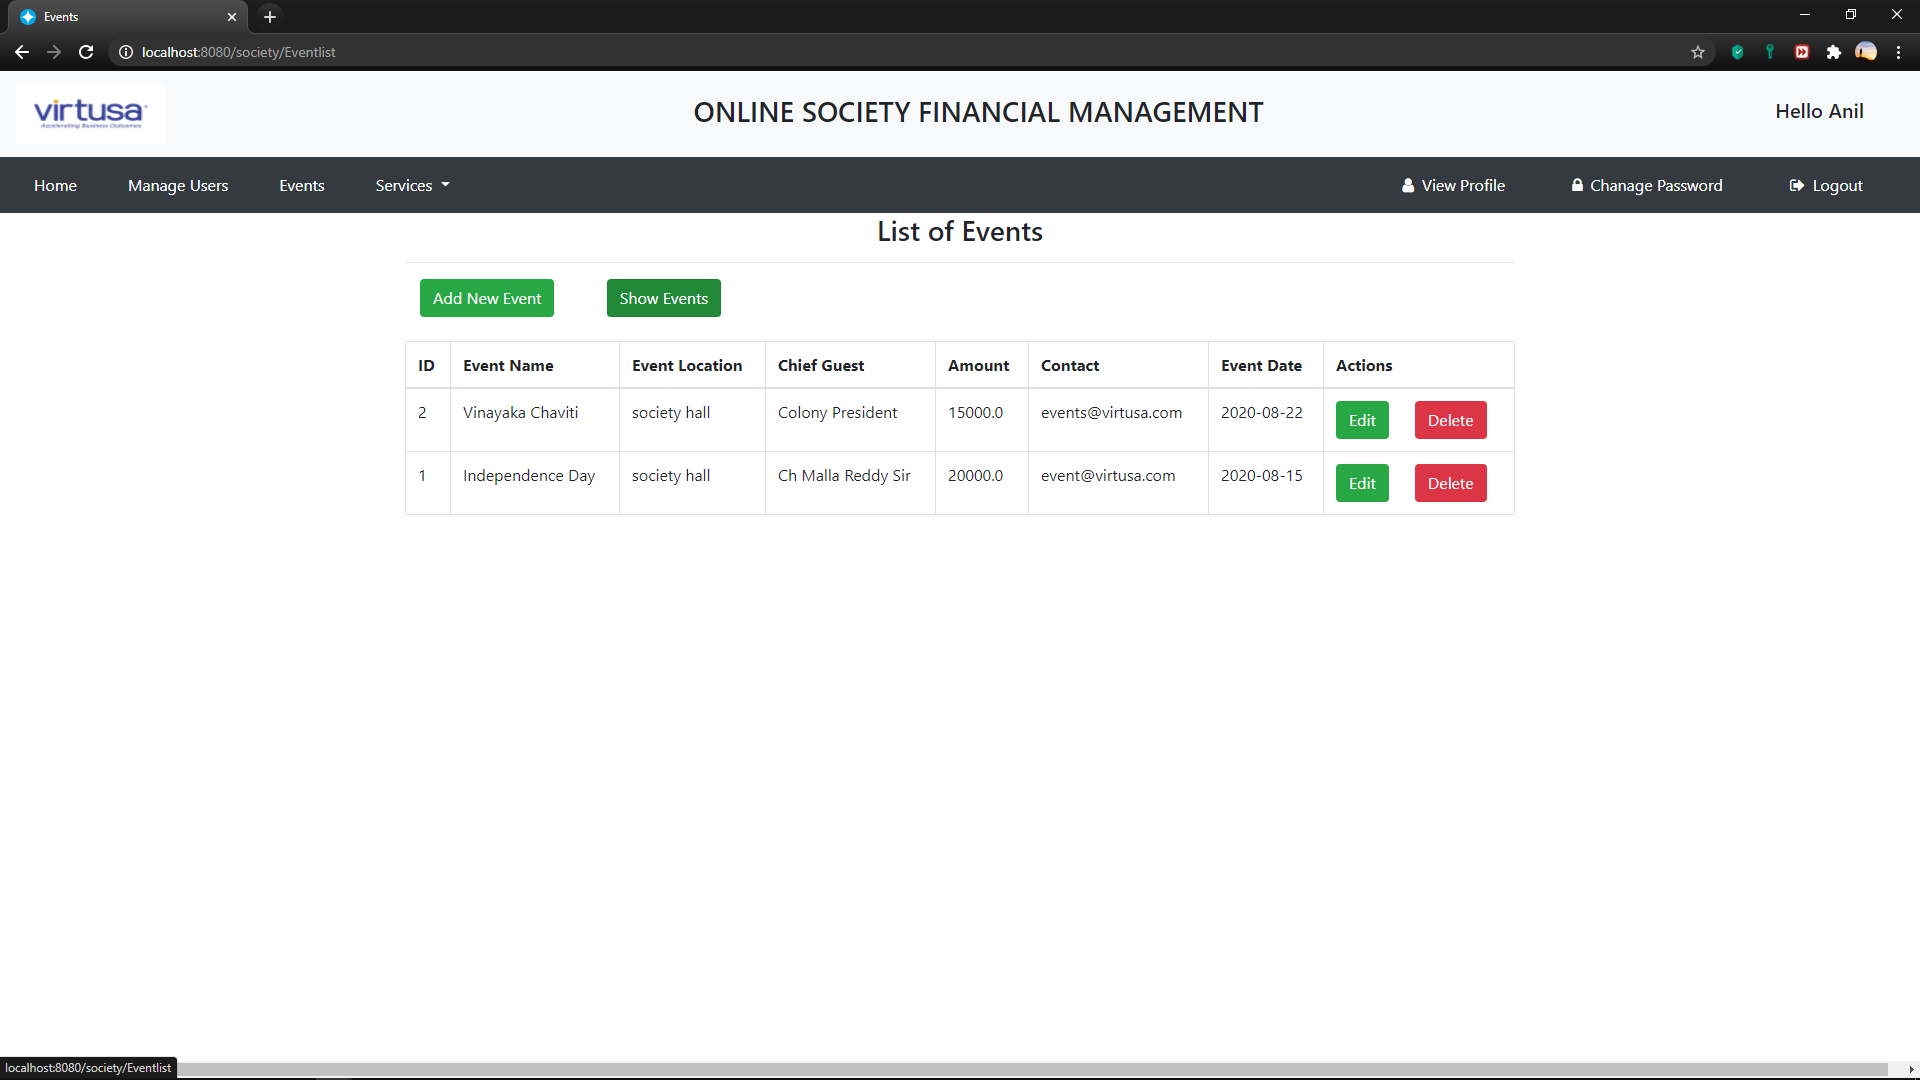 Events
localhost:8080/society/Eventlist
virtusa
Accelerating Business Outcomes
ONLINE SOCIETY FINANCIAL MANAGEMENT
Hello Anil
Home Manage Users Events Services View Profile Chanage Password Logout
List of Events
Add New Event Show Events
ID Event Name Event Location Chief Guest Amount Contact Event Date Actions
2 Vinayaka Chaviti society hall Colony President 15000.0 events@virtusa.com 2020-08-22 Edit Delete
1 Independence Day society hall Ch Malla Reddy Sir 20000.0 event@virtusa.com 2020-08-15 Edit Delete
localhost:8080/society/Eventlist